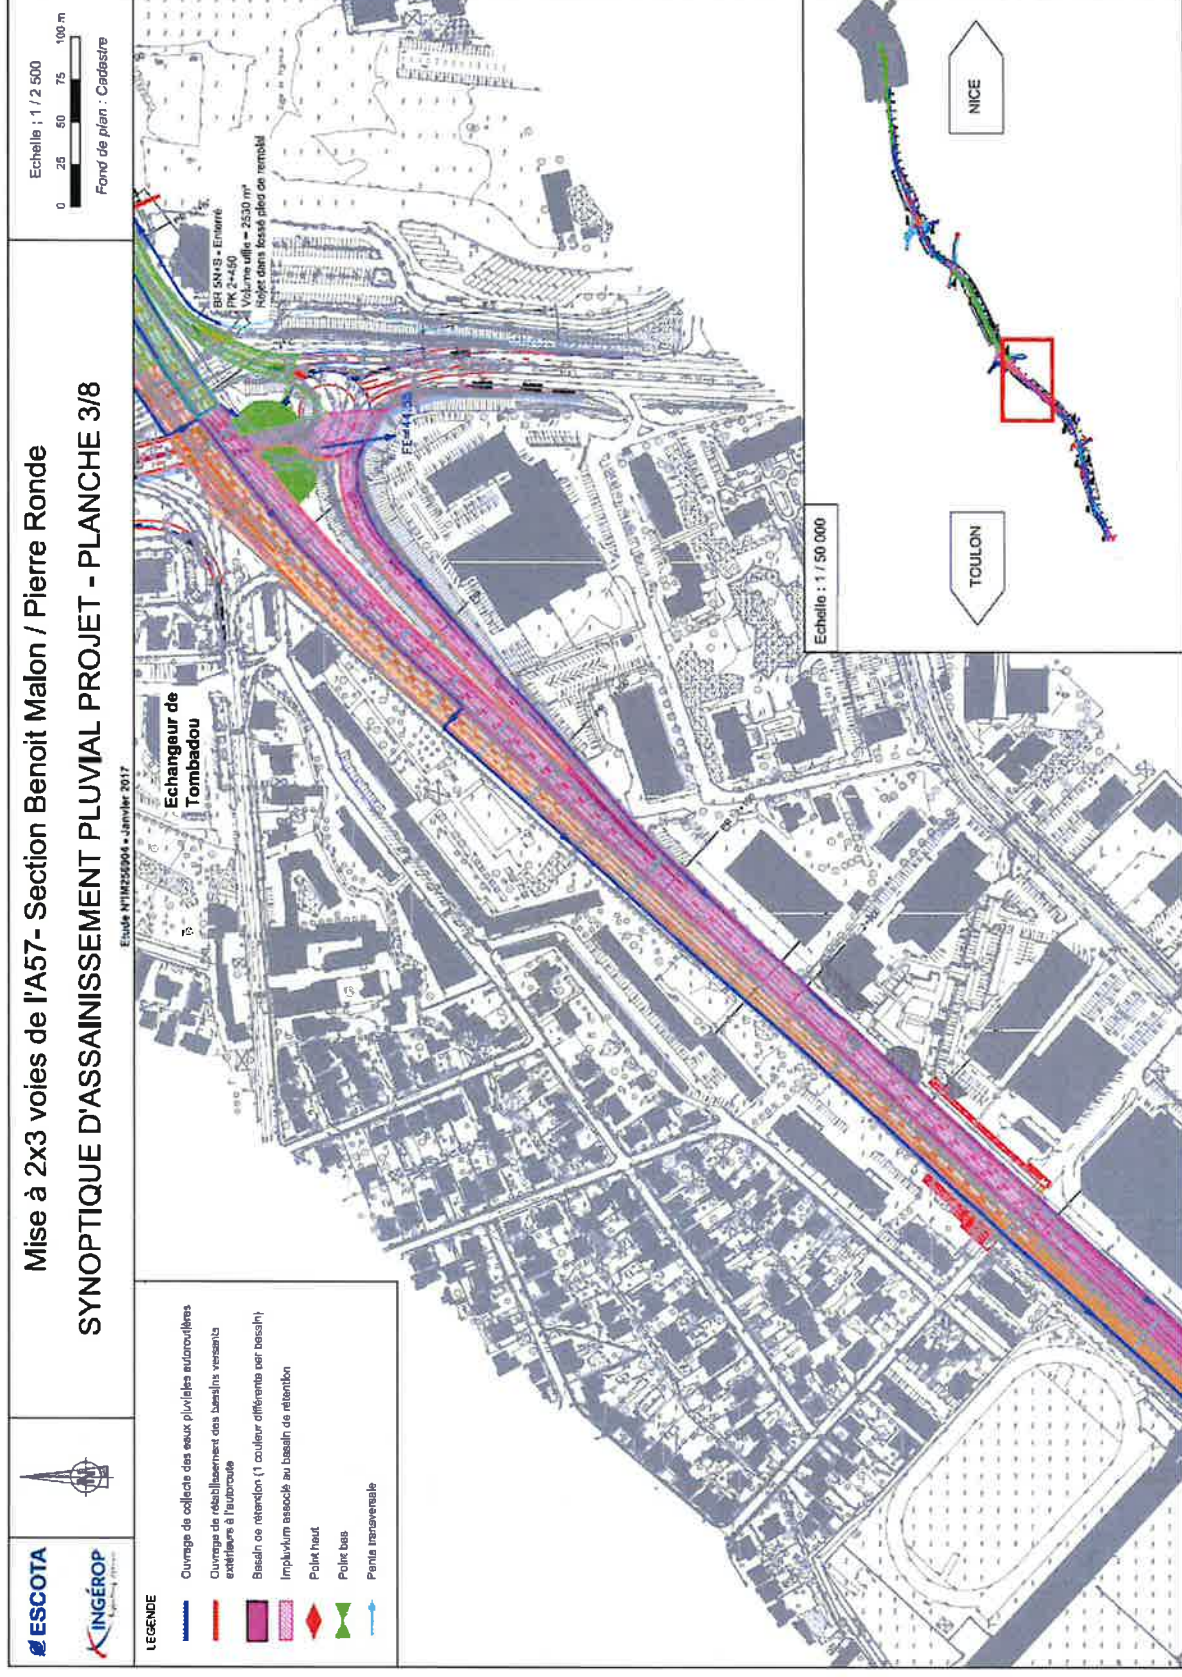 ESCOTA
INGÉROP
Mise à 2x3 voies de l'A57- Section Benoit Malon / Pierre Ronde
SYNOPTIQUE D'ASSAINISSEMENT PLUVIAL PROJET - PLANCHE 3/8
Echelle : 1 / 2 500
0 25 50 75 100 m
Fond de plan : Cadastre
Etude N°IM256904 - Janvier 2017
LEGENDE
Ouvrage de collecte des eaux pluviales autoroutières
Ouvrage de rétablissement des bassins versants
extérieurs à l'autoroute
Bassin de rétention (1 couleur différente par bassin)
Impluvium associé au bassin de rétention
Point haut
Point bas
Pente transversale
Echangeur de
Tombadou
BR 5N+S - Enterré
PK 2+450
Volume utile = 2530 m³
Rejet dans fossé pied de remblai
Echelle : 1 / 50 000
TOULON
NICE